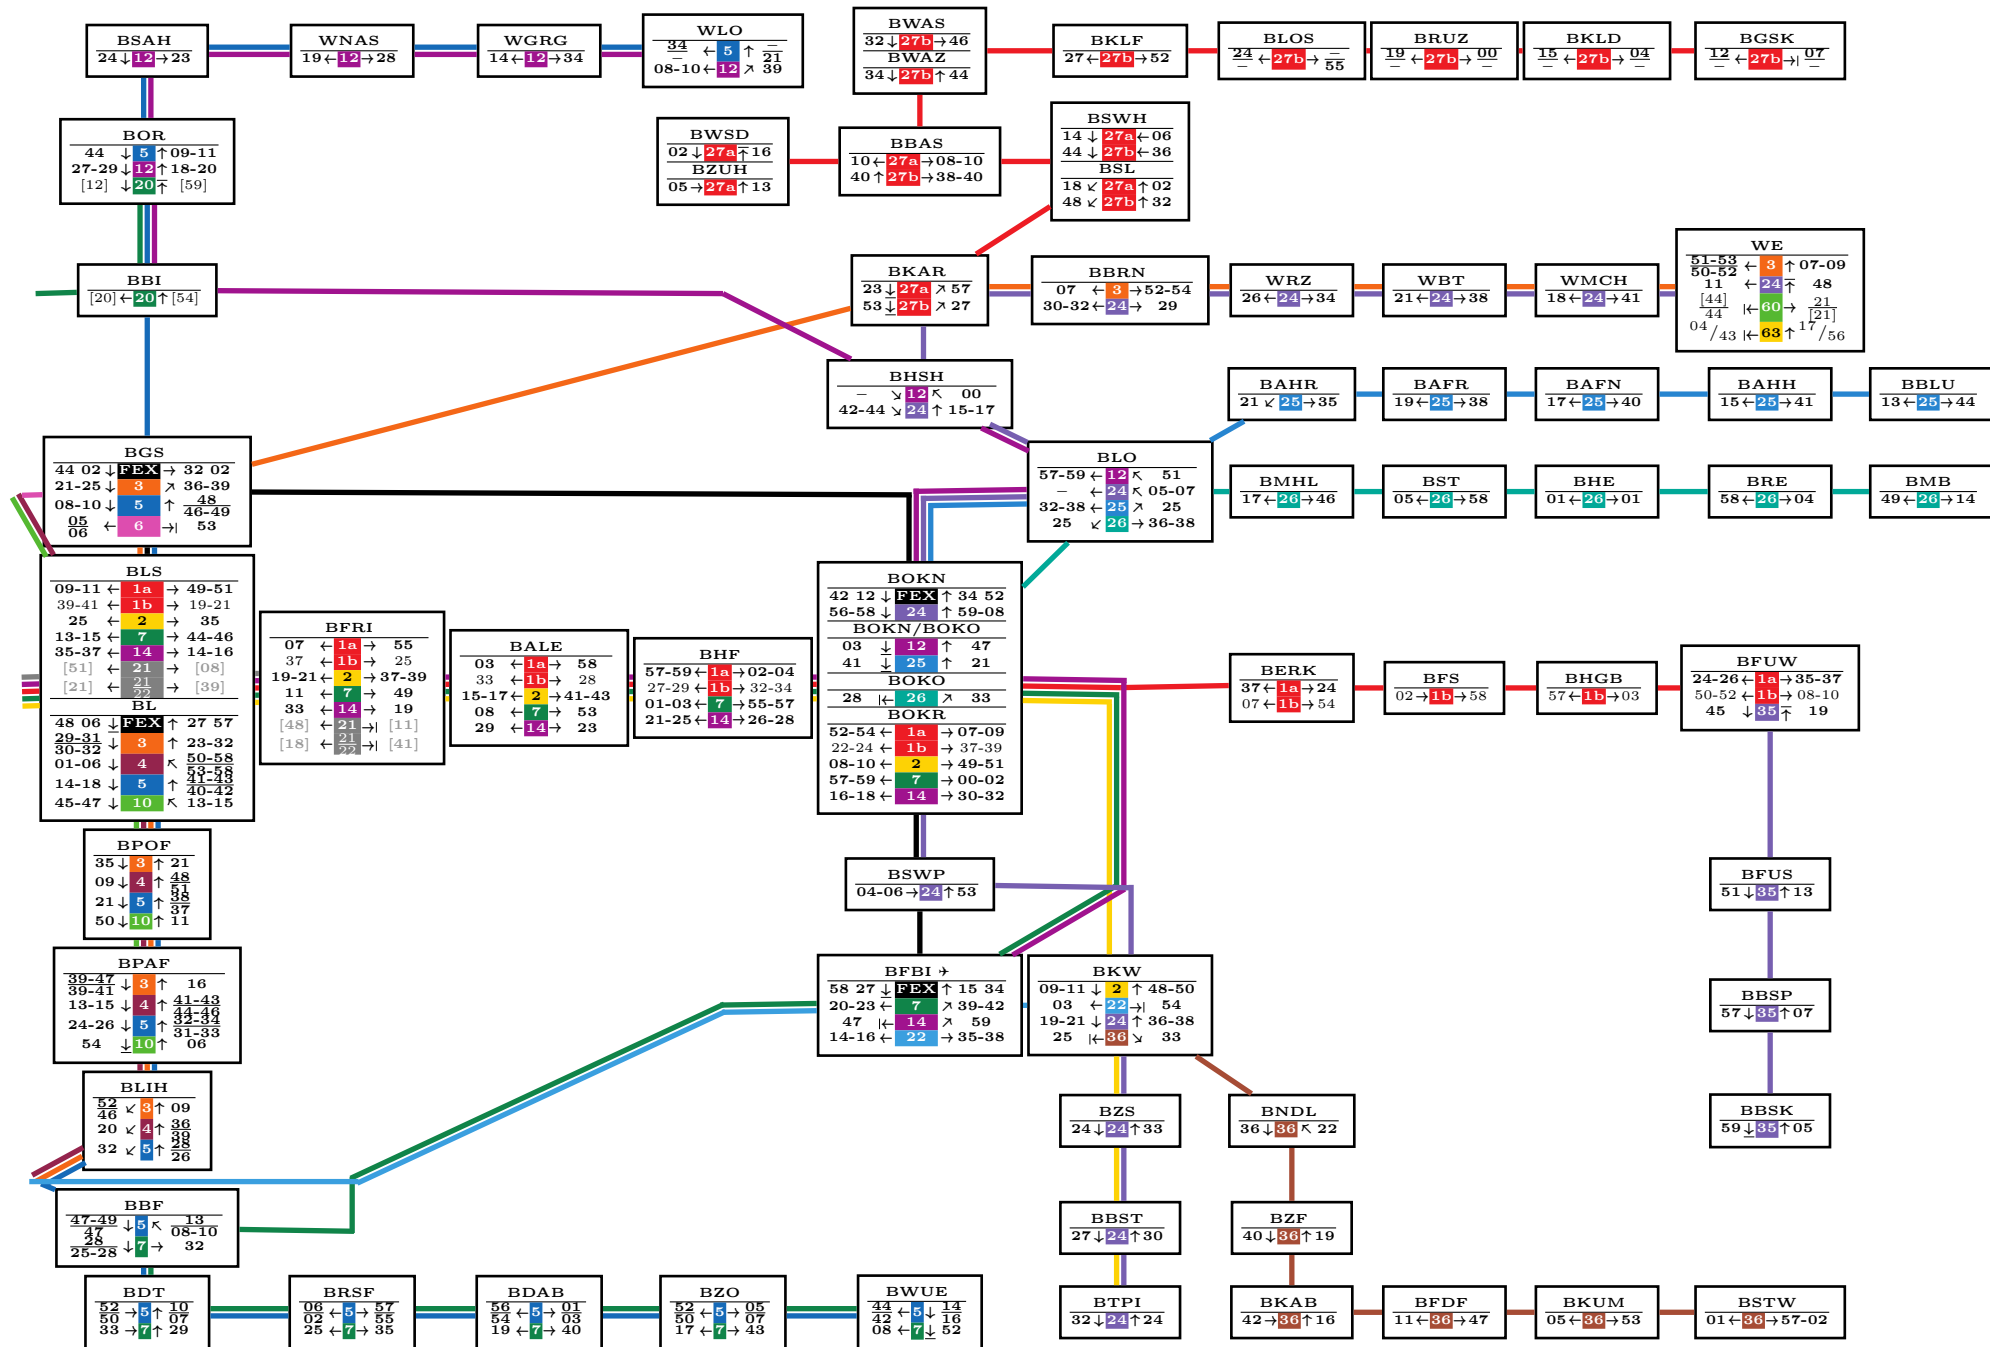 BSAH
24↓12→23
WNAS
19←12→28
WGRG
14←12→34
WLO
34/– ← 5 ↑ –/21
08-10←12↗ 39
BWAS
32↓27b→46
BWAZ
34↓27b↑44
BKLF
27←27b→52
BLOS
24/– ←27b→ –/55
BRUZ
19/– ←27b→ 00/–
BKLD
15/– ←27b→ 04/–
BGSK
12/– ←27b→| 07/–
BOR
44 ↓ 5 ↑09-11
27-29↓12↑18-20
[12] ↓20↑ [59]
BWSD
02↓27a↑16
BZUH
05→27a↑13
BBAS
10←27a→08-10
40↑27b→38-40
BSWH
14↓27a←06
44↓27b←36
BSL
18↙27a↑02
48↙27b↑32
BBI
[20]←20↑[54]
BKAR
23↓27a↗57
53↓27b↗27
BBRN
07 ← 3 →52-54
30-32←24→ 29
WRZ
26←24→34
WBT
21←24→38
WMCH
18←24→41
WE
51-53/50-52 ← 3 ↑07-09
11 ←24↑ 48
[44]/44 |←60→ 21/[21]
04/43 |←63↑ 17/56
BHSH
– ↘12↖ 00
42-44↘24↑15-17
BAHR
21↙25→35
BAFR
19←25→38
BAFN
17←25→40
BAHH
15←25→41
BBLU
13←25→44
BGS
44 02↓FEX→ 32 02
21-25↓ 3 ↗ 36-39
08-10↓ 5 ↑ 48/46-49
05/06 ← 6 →| 53
BLO
57-59←12↖ 51
– ←24↖05-07
32-38←25↗ 25
25 ↙26→36-38
BMHL
17←26→46
BST
05←26→58
BHE
01←26→01
BRE
58←26→04
BMB
49←26→14
BLS
09-11← 1a → 49-51
39-41← 1b → 19-21
25 ← 2 → 35
13-15← 7 → 44-46
35-37← 14 → 14-16
[51] ← 21 → [08]
[21] ← 21/22 → [39]
BL
48 06↓FEX↑ 27 57
29-31/30-32 ↓ 3 ↑ 23-32
01-06↓ 4 ↖ 50-58/53-58
14-18↓ 5 ↑ 41-43/40-42
45-47↓ 10 ↖ 13-15
BFRI
07 ←1a→ 55
37 ←1b→ 25
19-21← 2 →37-39
11 ← 7 → 49
33 ←14→ 19
[48] ←21→| [11]
[18] ←21/22→| [41]
BALE
03 ←1a→ 58
33 ←1b→ 28
15-17← 2 →41-43
08 ← 7 → 53
29 ←14→ 23
BHF
57-59←1a→02-04
27-29←1b→32-34
01-03← 7 →55-57
21-25←14→26-28
BOKN
42 12↓FEX↑34 52
56-58↓ 24 ↑59-08
BOKN/BOKO
03 ↓ 12 ↑ 47
41 ↓ 25 ↑ 21
BOKO
28 |← 26 ↗ 33
BOKR
52-54← 1a →07-09
22-24← 1b →37-39
08-10← 2 →49-51
57-59← 7 →00-02
16-18← 14 →30-32
BERK
37←1a→24
07←1b→54
BFS
02→1b→58
BHGB
57←1b→03
BFUW
24-26←1a→35-37
50-52←1b→08-10
45 ↓35↑ 19
BPOF
35↓ 3 ↑ 21
09↓ 4 ↑ 48/51
21↓ 5 ↑ 38/37
50↓10↑ 11
BSWP
04-06→24↑53
BFUS
51↓35↑13
BPAF
39-47/39-41 ↓ 3 ↑ 16
13-15↓ 4 ↑ 41-43/44-46
24-26↓ 5 ↑ 32-34/31-33
54 ↓10↑ 06
BFBI ✈
58 27↓FEX↑15 34
20-23← 7 ↗39-42
47 |← 14 ↗ 59
14-16← 22 →35-38
BKW
09-11↓ 2 ↑48-50
03 ←22→| 54
19-21↓24↑36-38
25 |←36↘ 33
BBSP
57↓35↑07
BLIH
52/46 ↙3↑ 09
20 ↙4↑ 36/39
32 ↙5↑ 28/26
BZS
24↓24↑33
BNDL
36↓36↖22
BBSK
59↓35↑05
BBF
47-49/47 ↓5↖ 13/08-10
28/25-28 ↓7→ 32
BBST
27↓24↑30
BZF
40↓36↑19
BDT
52/50 →5↑ 10/07
33→7↑29
BRSF
06/02 ←5→ 57/55
25←7→35
BDAB
56/54 ←5→ 01/03
19←7→40
BZO
52/50 ←5→ 05/07
17←7→43
BWUE
44/42 ←5↓ 14/16
08←7↓52
BTPI
32↓24↑24
BKAB
42→36↑16
BFDF
11←36→47
BKUM
05←36→53
BSTW
01←36→57-02